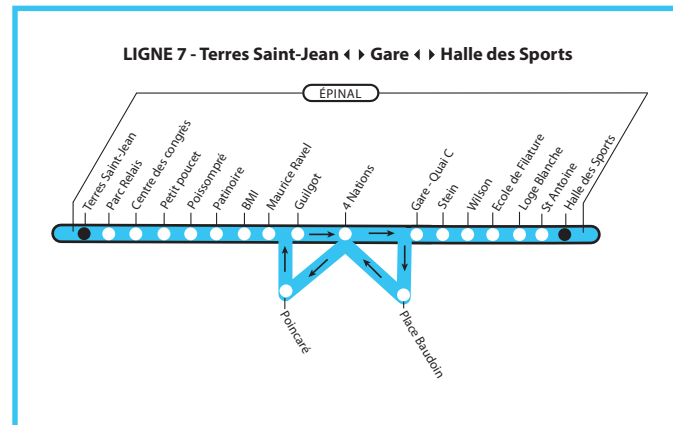 LIGNE 7 - Terres Saint-Jean ◂ ▸ Gare ◂ ▸ Halle des Sports
ÉPINAL
Terres Saint-Jean
Parc Relais
Centre des congrès
Petit poucet
Poissompré
Patinoire
BMI
Maurice Ravel
Guilgot
4 Nations
Gare - Quai C
Stein
Wilson
Ecole de Filature
Loge Blanche
St Antoine
Halle des Sports
Poincaré
Place Baudoin